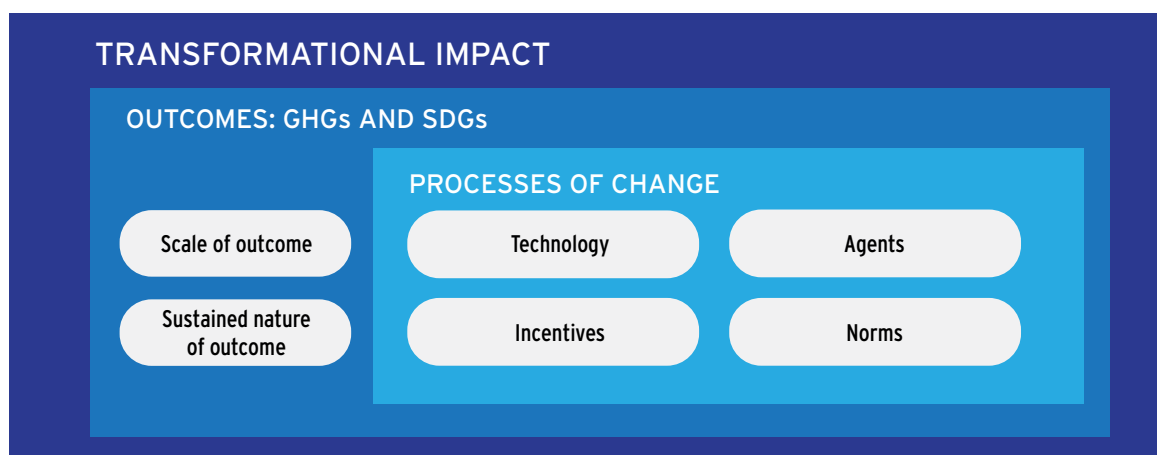 TRANSFORMATIONAL IMPACT
OUTCOMES: GHGs AND SDGs
PROCESSES OF CHANGE
Scale of outcome
Technology
Agents
Sustained nature
of outcome
Incentives
Norms